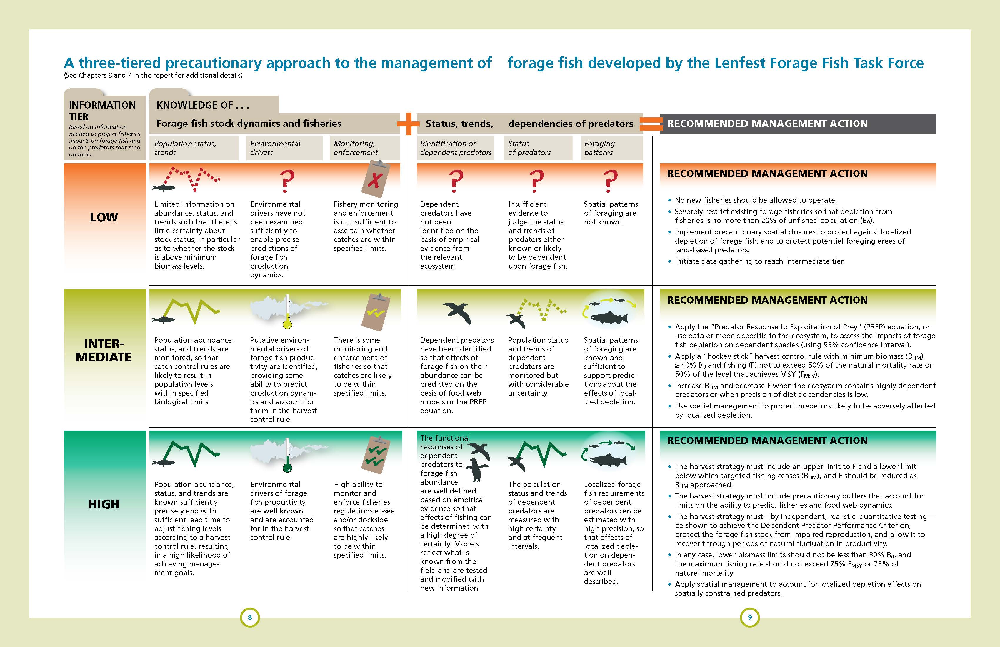 A three-tiered precautionary approach to the management of forage fish developed by the Lenfest Forage Fish Task Force
(See Chapters 6 and 7 in the report for additional details)
INFORMATION
TIER
Based on information
needed to project fisheries
impacts on forage fish and
on the predators that feed
on them.
KNOWLEDGE OF . . .
Forage fish stock dynamics and fisheries
Status, trends, dependencies of predators
RECOMMENDED MANAGEMENT ACTION
Population status,
trends
Environmental
drivers
Monitoring,
enforcement
Identification of
dependent predators
Status
of predators
Foraging
patterns
LOW
?
X
?
?
?
Limited information on
abundance, status, and
trends such that there is
little certainty about
stock status, in particular
as to whether the stock
is above minimum
biomass levels.
Environmental
drivers have not
been examined
sufficiently to
enable precise
predictions of
forage fish
production
dynamics.
Fishery monitoring
and enforcement
is not sufficient to
ascertain whether
catches are within
specified limits.
Dependent
predators have
not been
identified on the
basis of empirical
evidence from
the relevant
ecosystem.
Insufficient
evidence to
judge the status
and trends of
predators either
known or likely
to be dependent
upon forage fish.
Spatial patterns
of foraging are
not known.
RECOMMENDED MANAGEMENT ACTION
• No new fisheries should be allowed to operate.
• Severely restrict existing forage fisheries so that depletion from
fisheries is no more than 20% of unfished population (B0).
• Implement precautionary spatial closures to protect against localized
depletion of forage fish, and to protect potential foraging areas of
land-based predators.
• Initiate data gathering to reach intermediate tier.
INTER-
MEDIATE
Population abundance,
status, and trends are
monitored, so that
catch control rules are
likely to result in
population levels
within specified
biological limits.
Putative environ-
mental drivers of
forage fish produc-
tivity are identified,
providing some
ability to predict
production dynam-
ics and account for
them in the harvest
control rule.
There is some
monitoring and
enforcement of
fisheries so that
catches are likely
to be within
specified limits.
Dependent predators
have been identified
so that effects of
forage fish on their
abundance can be
predicted on the
basis of food web
models or the PREP
equation.
Population status
and trends of
dependent
predators are
monitored but
with considerable
uncertainty.
Spatial patterns
of foraging are
known and
sufficient to
support predic-
tions about the
effects of local-
ized depletion.
RECOMMENDED MANAGEMENT ACTION
• Apply the "Predator Response to Exploitation of Prey" (PREP) equation, or
use data or models specific to the ecosystem, to assess the impacts of forage
fish depletion on dependent species (using 95% confidence interval).
• Apply a "hockey stick" harvest control rule with minimum biomass (BLIM)
≥ 40% B0 and fishing (F) not to exceed 50% of the natural mortality rate or
50% of the level that achieves MSY (FMSY).
• Increase BLIM and decrease F when the ecosystem contains highly dependent
predators or when precision of diet dependencies is low.
• Use spatial management to protect predators likely to be adversely affected
by localized depletion.
HIGH
Population abundance,
status, and trends are
known sufficiently
precisely and with
sufficient lead time to
adjust fishing levels
according to a harvest
control rule, resulting
in a high likelihood of
achieving manage-
ment goals.
Environmental
drivers of forage
fish productivity
are well known
and are accounted
for in the harvest
control rule.
High ability to
monitor and
enforce fisheries
regulations at-sea
and/or dockside
so that catches
are highly likely
to be within
specified limits.
The functional
responses of
dependent
predators to
forage fish
abundance
are well defined
based on empirical
evidence so that
effects of fishing can
be determined with
a high degree of
certainty. Models
reflect what is
known from the
field and are tested
and modified with
new information.
The population
status and trends
of dependent
predators are
measured with
high certainty
and at frequent
intervals.
Localized forage
fish requirements
of dependent
predators can be
estimated with
high precision, so
that effects of
localized deple-
tion on depen-
dent predators
are well
described.
RECOMMENDED MANAGEMENT ACTION
• The harvest strategy must include an upper limit to F and a lower limit
below which targeted fishing ceases (BLIM), and F should be reduced as
BLIM approached.
• The harvest strategy must include precautionary buffers that account for
limits on the ability to predict fisheries and food web dynamics.
• The harvest strategy must—by independent, realistic, quantitative testing—
be shown to achieve the Dependent Predator Performance Criterion,
protect the forage fish stock from impaired reproduction, and allow it to
recover through periods of natural fluctuation in productivity.
• In any case, lower biomass limits should not be less than 30% B0, and
the maximum fishing rate should not exceed 75% FMSY or 75% of
natural mortality.
• Apply spatial management to account for localized depletion effects on
spatially constrained predators.
8
9